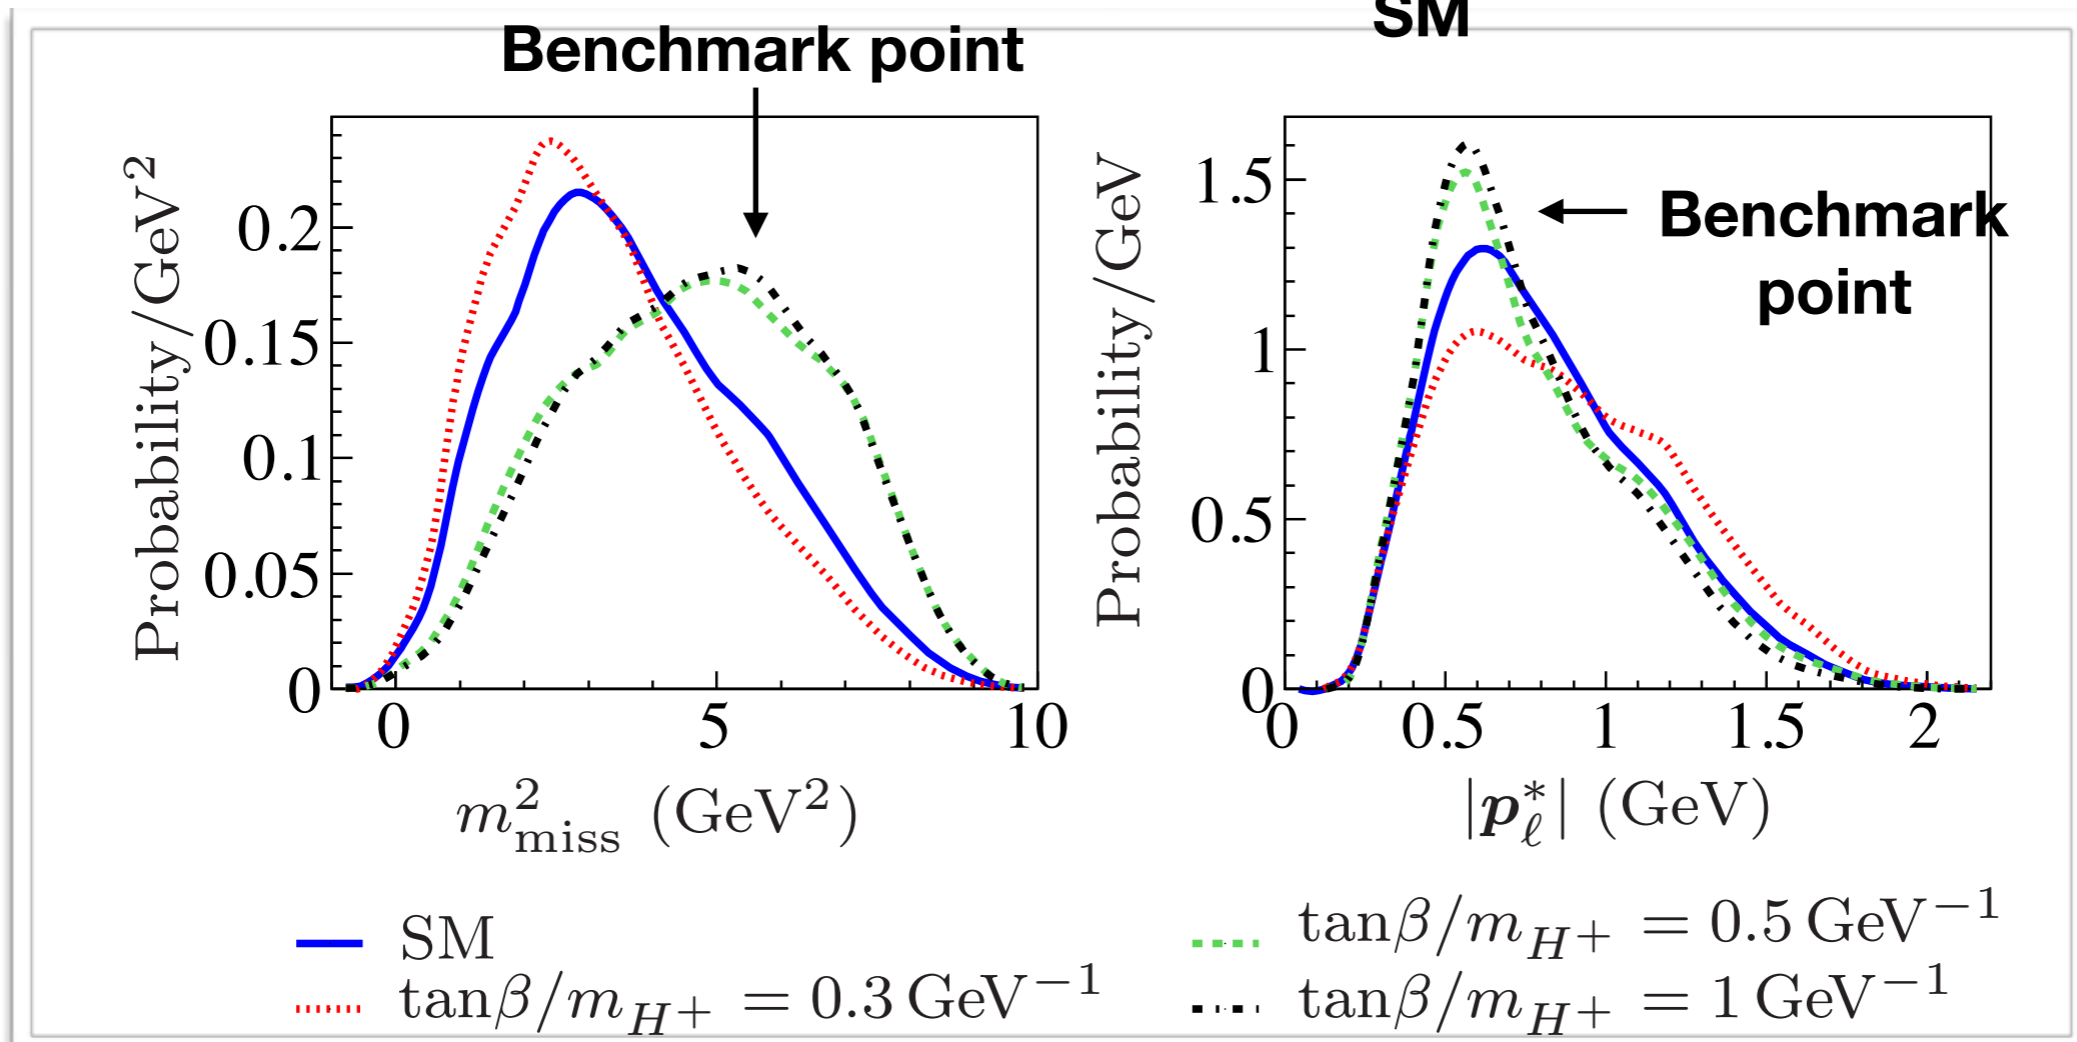 SM
Benchmark point
Probability/GeV²
0.2
0.15
0.1
0.05
0
0 5 10
m²miss (GeV²)
Probability/GeV
1.5
1
0.5
0
0 0.5 1 1.5 2
|p*ℓ| (GeV)
Benchmark
point
SM
tanβ/mH+ = 0.3 GeV⁻¹
tanβ/mH+ = 0.5 GeV⁻¹
tanβ/mH+ = 1 GeV⁻¹